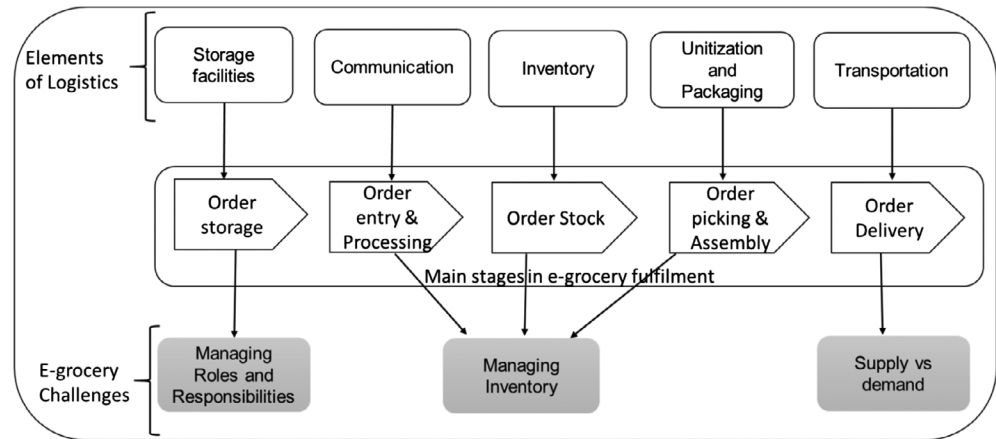 Elements
of Logistics
Storage
facilities
Communication
Inventory
Unitization
and
Packaging
Transportation
Order
storage
Order
entry &
Processing
Order Stock
Order
picking &
Assembly
Order
Delivery
Main stages in e-grocery fulfilment
E-grocery
Challenges
Managing
Roles and
Responsibilities
Managing
Inventory
Supply vs
demand